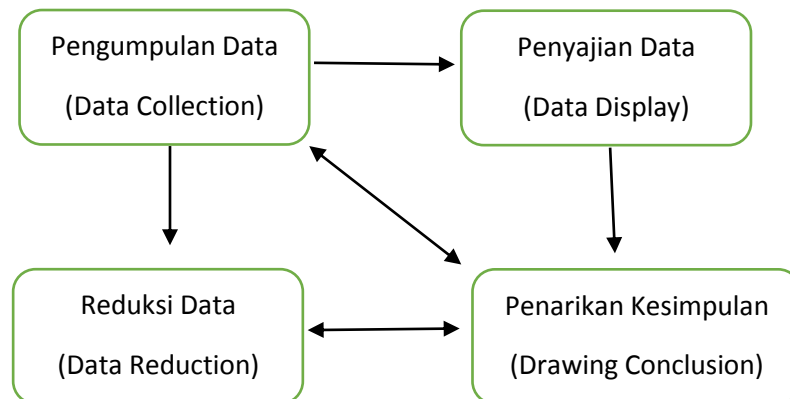 Pengumpulan Data
(Data Collection)
Penyajian Data
(Data Display)
Reduksi Data
(Data Reduction)
Penarikan Kesimpulan
(Drawing Conclusion)